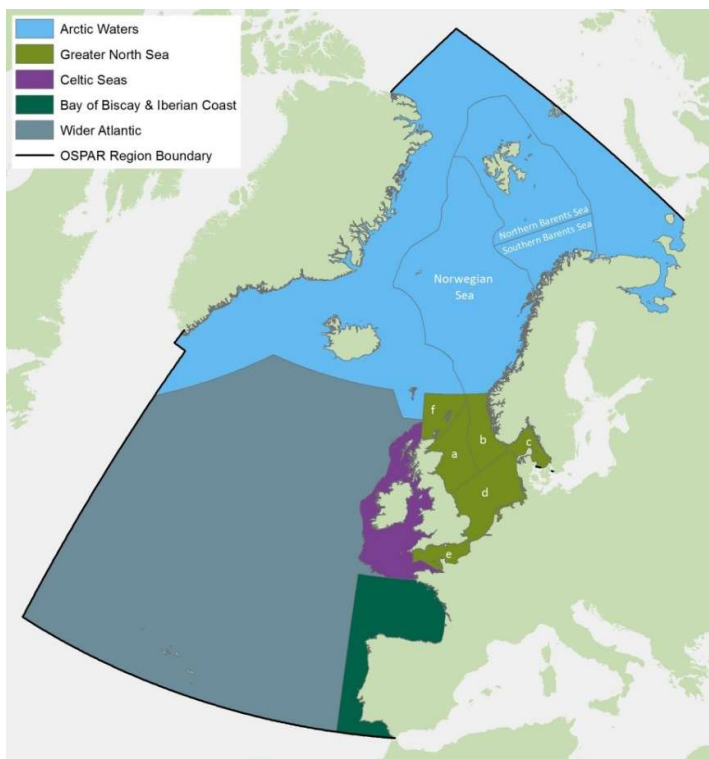 Arctic Waters
Greater North Sea
Celtic Seas
Bay of Biscay & Iberian Coast
Wider Atlantic
OSPAR Region Boundary
Northern Barents Sea
Southern Barents Sea
Norwegian
Sea
f
b
c
a
d
e